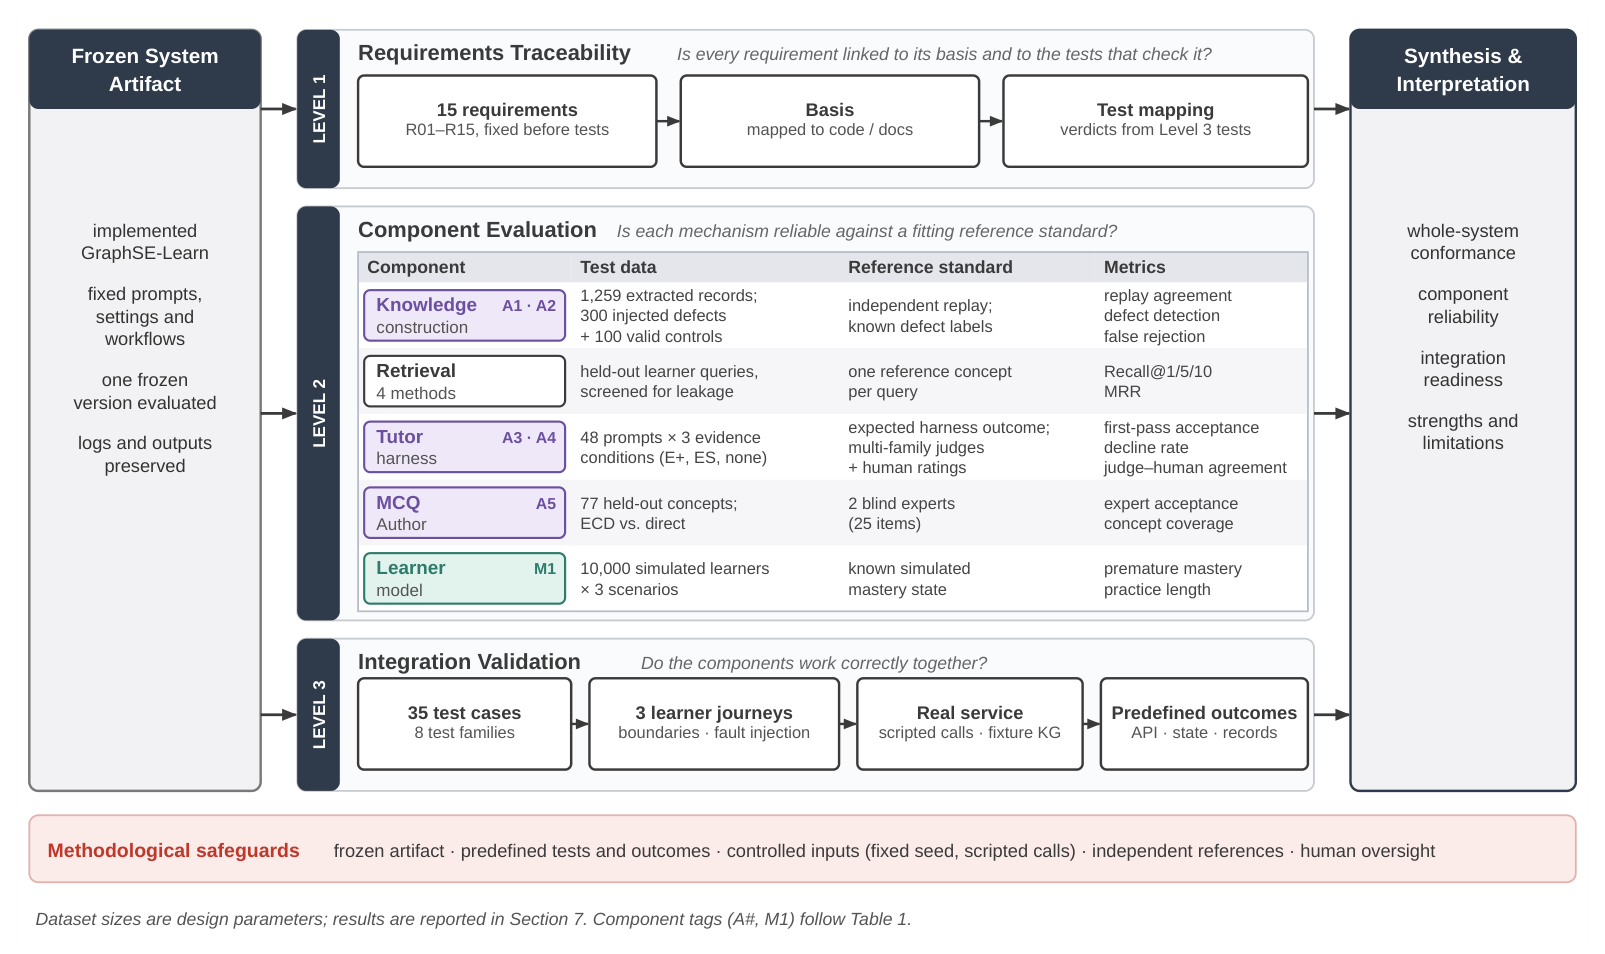 Frozen System
Artifact
implemented
GraphSE-Learn
fixed prompts,
settings and
workflows
one frozen
version evaluated
logs and outputs
preserved
LEVEL 1
Requirements Traceability
Is every requirement linked to its basis and to the tests that check it?
15 requirements
R01–R15, fixed before tests
Basis
mapped to code / docs
Test mapping
verdicts from Level 3 tests
LEVEL 2
Component Evaluation
Is each mechanism reliable against a fitting reference standard?
Component
Test data
Reference standard
Metrics
Knowledge A1 · A2
construction
1,259 extracted records;
300 injected defects
+ 100 valid controls
independent replay;
known defect labels
replay agreement
defect detection
false rejection
Retrieval
4 methods
held-out learner queries,
screened for leakage
one reference concept
per query
Recall@1/5/10
MRR
Tutor A3 · A4
harness
48 prompts × 3 evidence
conditions (E+, ES, none)
expected harness outcome;
multi-family judges
+ human ratings
first-pass acceptance
decline rate
judge–human agreement
MCQ A5
Author
77 held-out concepts;
ECD vs. direct
2 blind experts
(25 items)
expert acceptance
concept coverage
Learner M1
model
10,000 simulated learners
× 3 scenarios
known simulated
mastery state
premature mastery
practice length
LEVEL 3
Integration Validation
Do the components work correctly together?
35 test cases
8 test families
3 learner journeys
boundaries · fault injection
Real service
scripted calls · fixture KG
Predefined outcomes
API · state · records
Synthesis &
Interpretation
whole-system
conformance
component
reliability
integration
readiness
strengths and
limitations
Methodological safeguards
frozen artifact · predefined tests and outcomes · controlled inputs (fixed seed, scripted calls) · independent references · human oversight
Dataset sizes are design parameters; results are reported in Section 7. Component tags (A#, M1) follow Table 1.